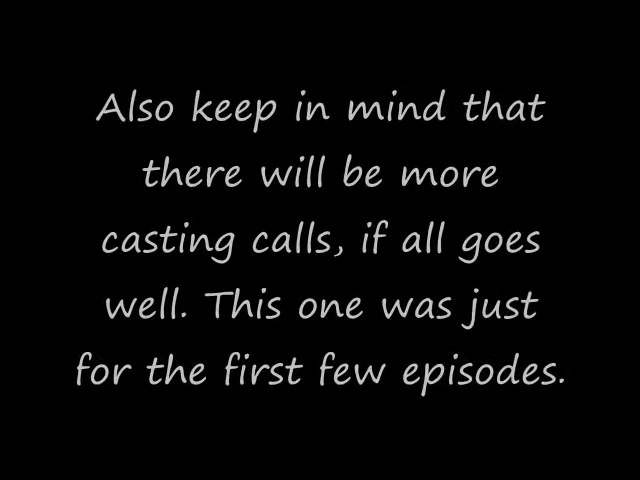 Also keep in mind that
there will be more
casting calls, if all goes
well. This one was just
for the first few episodes.